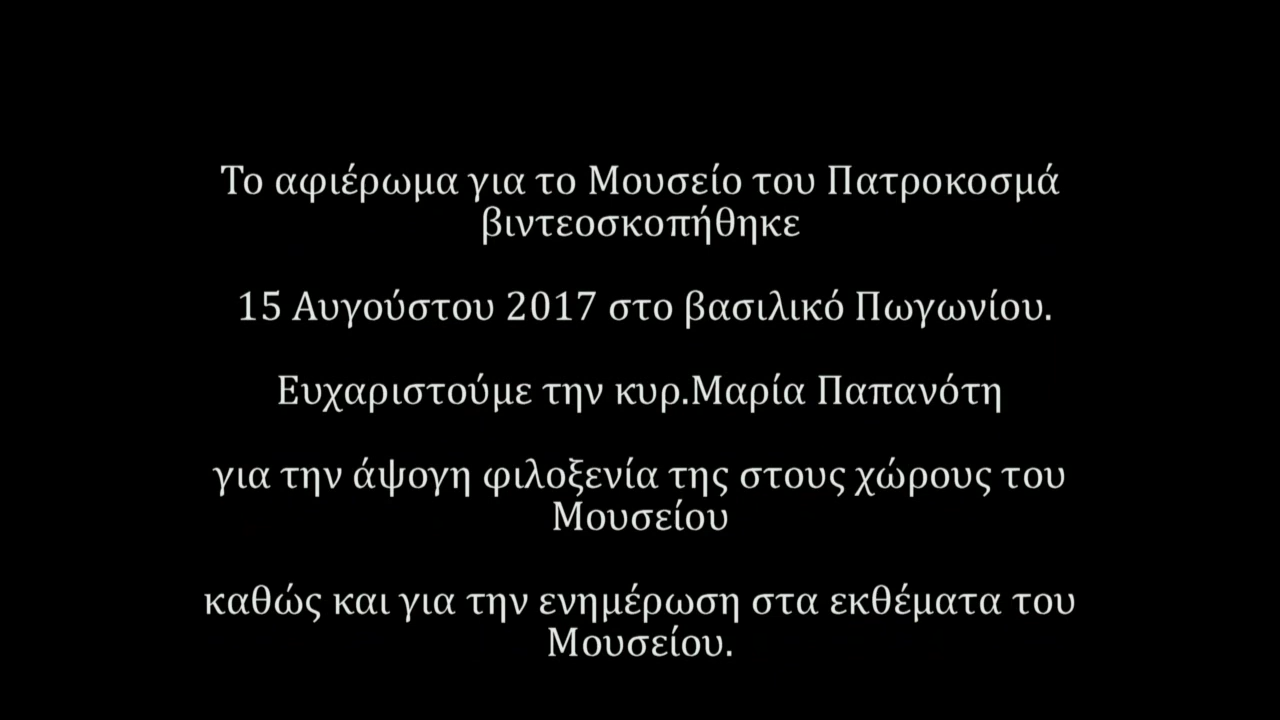 Το αφιέρωμα για το Μουσείο του Πατροκοσμά
βιντεοσκοπήθηκε
15 Αυγούστου 2017 στο βασιλικό Πωγωνίου.
Ευχαριστούμε την κυρ.Μαρία Παπανότη
για την άψογη φιλοξενία της στους χώρους του
Μουσείου
καθώς και για την ενημέρωση στα εκθέματα του
Μουσείου.